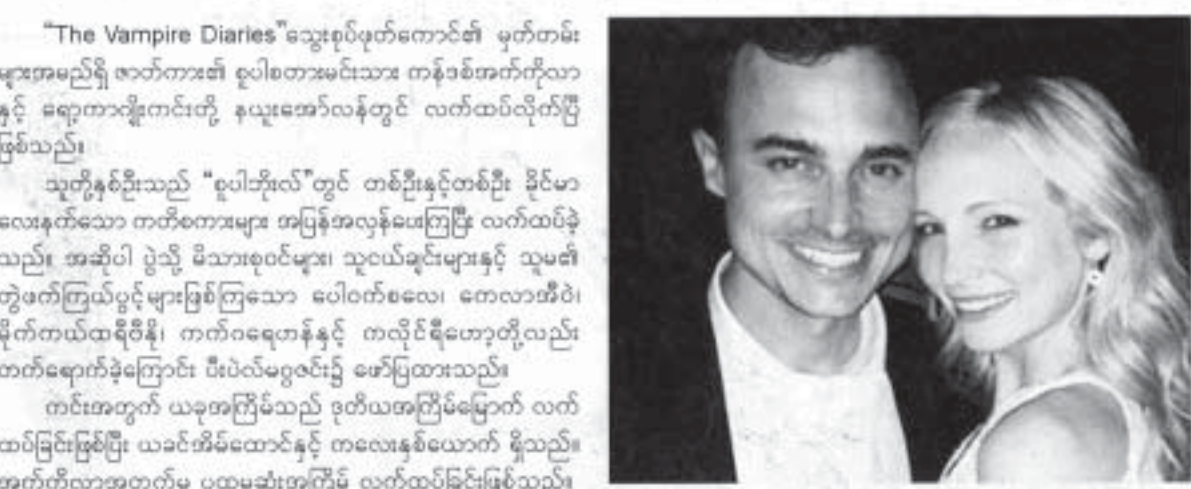 "The Vampire Diaries"သွေးစုပ်ဖုတ်ကောင်၏ မှတ်တမ်း
များအမည်ရှိ ဇာတ်ကား၏ စူပါစတားမင်းသား ကန်ဒစ်အက်ကိုလာ
နှင့် ရော့ကာဂျိုးကင်းတို့ နယူးအော်လန်တွင် လက်ထပ်လိုက်ပြီ
ဖြစ်သည်။
သူတို့နှစ်ဦးသည် "စူပါဘိုးလ်"တွင် တစ်ဦးနှင့်တစ်ဦး ခိုင်မာ
လေးနက်သော ကတိစကားများ အပြန်အလှန်ပေးကြပြီး လက်ထပ်ခဲ့
သည်။ အဆိုပါ ပွဲသို့ မိသားစုဝင်များ၊ သူငယ်ချင်းများနှင့် သူမ၏
တွဲဖက်ကြယ်ပွင့်များဖြစ်ကြသော ပေါဝက်စလေ၊ ကေလာအီဝဲ၊
မိုက်ကယ်ထရီဗီနို၊ ကက်ဂရေဟန်နှင့် ကလိုင်ရီဟော့တို့လည်း
တက်ရောက်ခဲ့ကြောင်း ပီးပဲလ်မဂ္ဂဇင်း၌ ဖော်ပြထားသည်။
ကင်းအတွက် ယခုအကြိမ်သည် ဒုတိယအကြိမ်မြောက် လက်
ထပ်ခြင်းဖြစ်ပြီး ယခင်အိမ်ထောင်နှင့် ကလေးနှစ်ယောက် ရှိသည်။
အက်ကိုလာအတွက်မူ ပထမဆုံးအကြိမ် လက်ထပ်ခြင်းဖြစ်သည်။